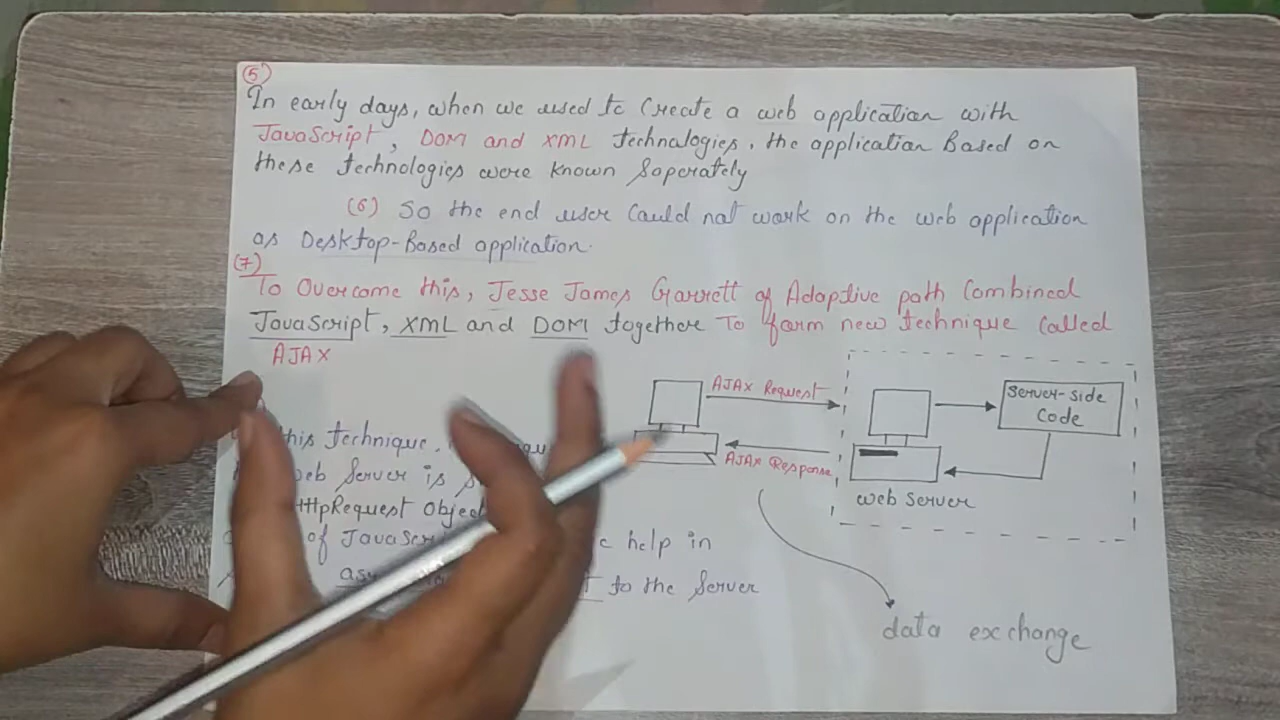 (5)
In early days, when we used to Create a web application with
JavaScript, DOM and XML technologies, the application Based on
these technologies were known Saperately
(6) So the end user Could not work on the web application
as Desktop-Based application.
(7)
To Overcome this, Jesse James Garrett of Adaptive path Combined
JavaScript, XML and DOM together To form new technique Called
AJAX
AJAX Request
Server-side
Code
this technique,
AJAX Response
Web Server is
web server
HttpRequest Objec
of JavaScr
help in
to the Server
data exchange